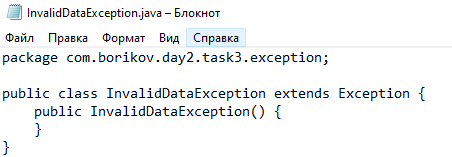 InvalidDataException.java – Блокнот
Файл Правка Формат Вид Справка
package com.borikov.day2.task3.exception;

public class InvalidDataException extends Exception {
    public InvalidDataException() {
    }
}